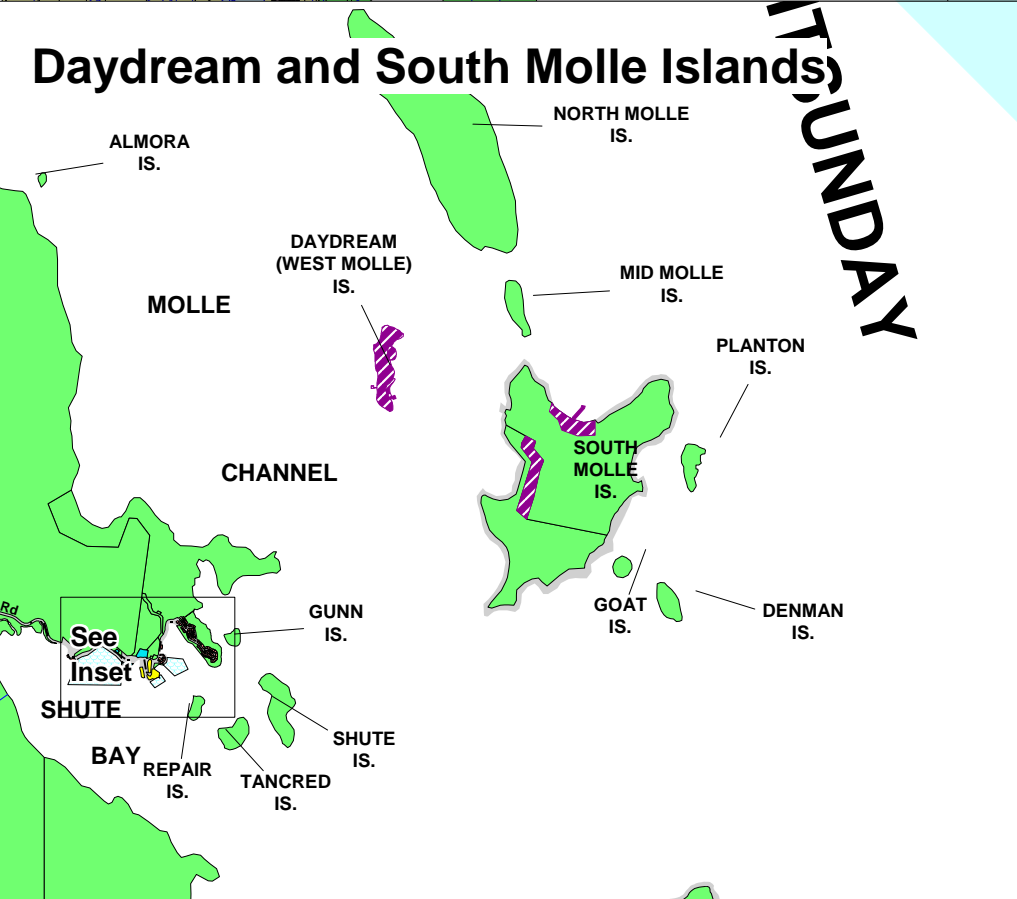 Daydream and South Molle Islands
NORTH MOLLE
IS.
ALMORA
IS.
DAYDREAM
(WEST MOLLE)
IS.
MID MOLLE
IS.
MOLLE
PLANTON
IS.
SOUTH
MOLLE
IS.
CHANNEL
GOAT
IS.
DENMAN
IS.
GUNN
IS.
Rd
See
Inset
SHUTE
BAY
REPAIR
IS.
TANCRED
IS.
SHUTE
IS.
TSUNDAY